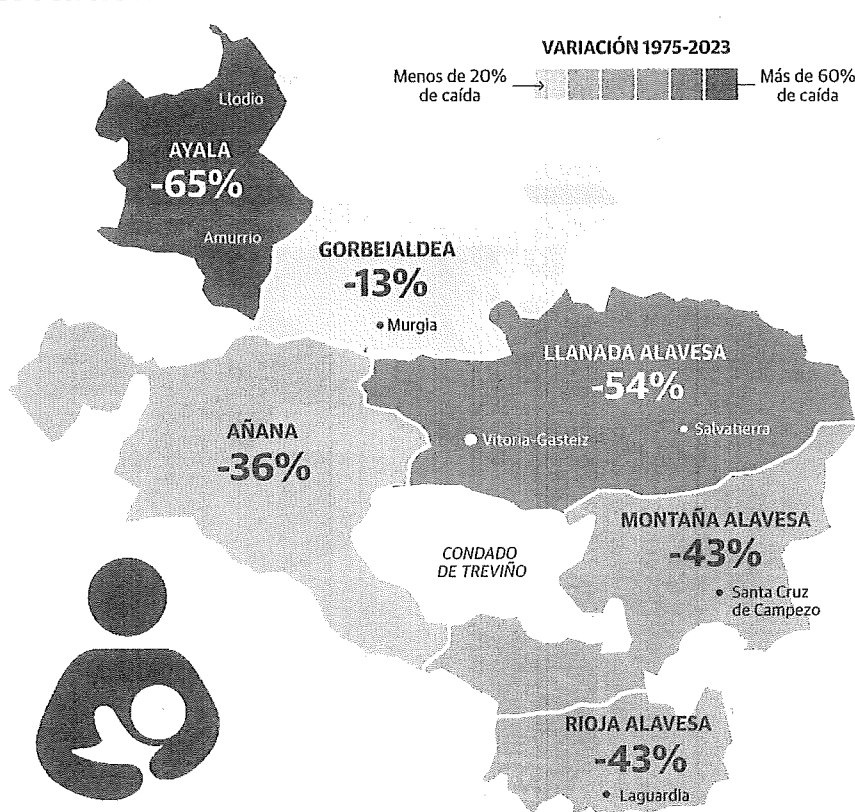 VARIACIÓN 1975-2023
Menos de 20%
de caída
Más de 60%
de caída
Llodio
AYALA
-65%
Amurrio
GORBEIALDEA
-13%
Murgia
LLANADA ALAVESA
-54%
Vitoria-Gasteiz
Salvatierra
AÑANA
-36%
CONDADO
DE TREVIÑO
MONTAÑA ALAVESA
-43%
Santa Cruz
de Campezo
RIOJA ALAVESA
-43%
Laguardia